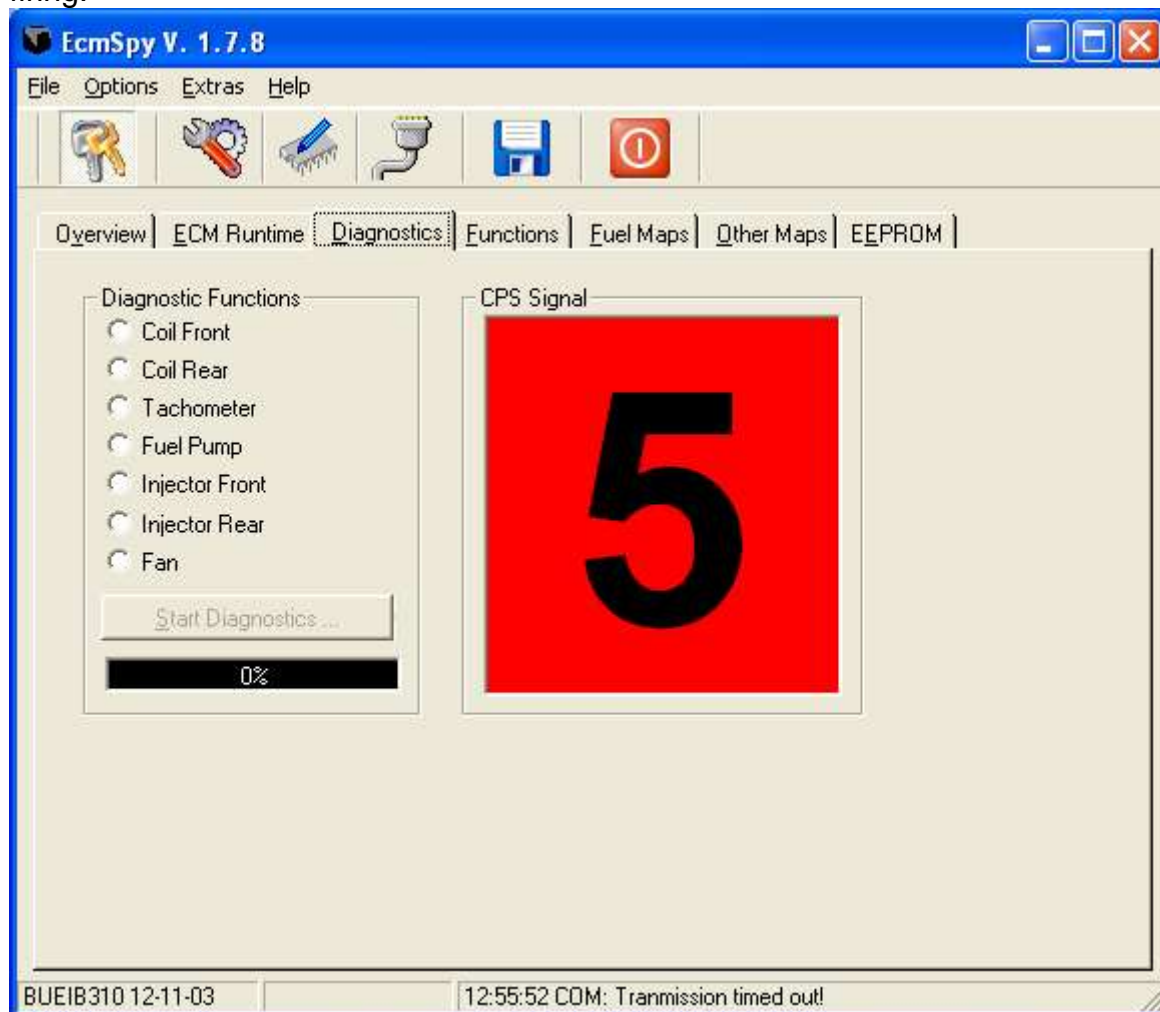 EcmSpy V. 1.7.8
File Options Extras Help
Overview ECM Runtime Diagnostics Functions Fuel Maps Other Maps EEPROM
Diagnostic Functions
Coil Front
Coil Rear
Tachometer
Fuel Pump
Injector Front
Injector Rear
Fan
Start Diagnostics ...
0%
CPS Signal
5
BUEIB310 12-11-03
12:55:52 COM: Tranmission timed out!